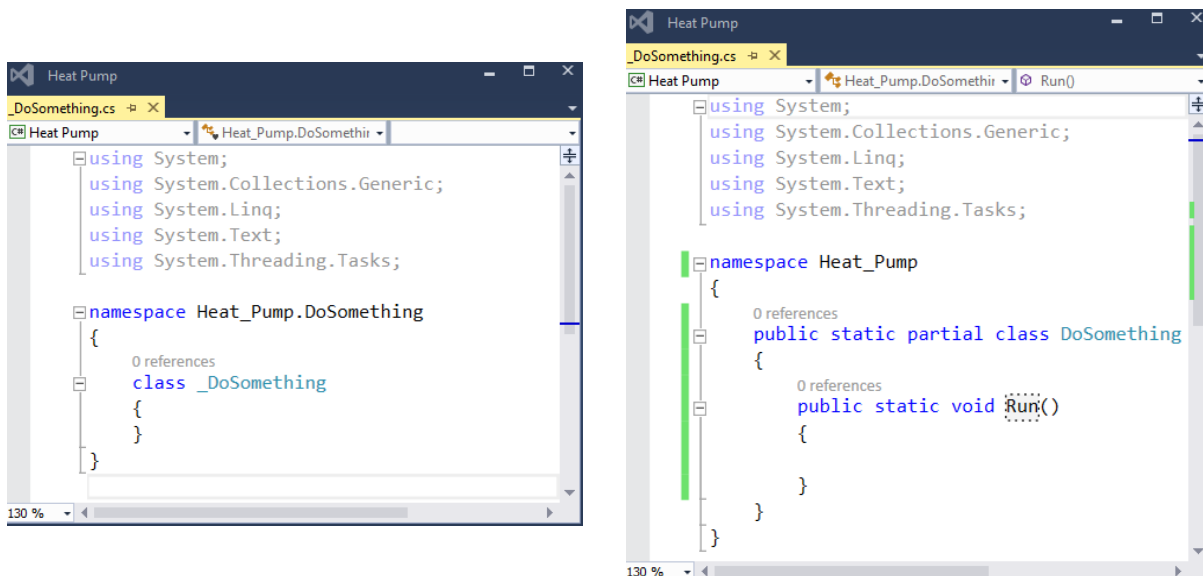 Heat Pump
_DoSomething.cs
C# Heat Pump
Heat_Pump.DoSomethir
using System;
using System.Collections.Generic;
using System.Linq;
using System.Text;
using System.Threading.Tasks;
namespace Heat_Pump.DoSomething
{
0 references
class _DoSomething
{
}
}
130 %
Heat Pump
_DoSomething.cs
C# Heat Pump
Heat_Pump.DoSomethir
Run()
using System;
using System.Collections.Generic;
using System.Linq;
using System.Text;
using System.Threading.Tasks;
namespace Heat_Pump
{
0 references
public static partial class DoSomething
{
0 references
public static void Run()
{
}
}
}
130 %